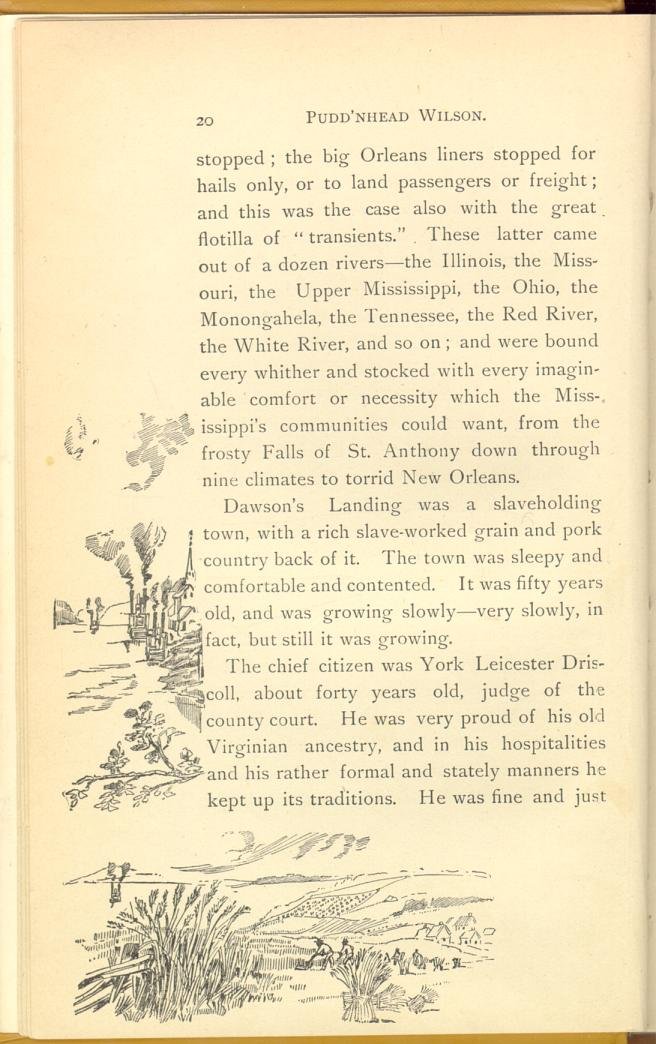 20 PUDD'NHEAD WILSON.
stopped; the big Orleans liners stopped for
hails only, or to land passengers or freight;
and this was the case also with the great
flotilla of "transients." These latter came
out of a dozen rivers—the Illinois, the Miss-
ouri, the Upper Mississippi, the Ohio, the
Monongahela, the Tennessee, the Red River,
the White River, and so on; and were bound
every whither and stocked with every imagin-
able comfort or necessity which the Miss-
issippi's communities could want, from the
frosty Falls of St. Anthony down through
nine climates to torrid New Orleans.
Dawson's Landing was a slaveholding
town, with a rich slave-worked grain and pork
country back of it. The town was sleepy and
comfortable and contented. It was fifty years
old, and was growing slowly—very slowly, in
fact, but still it was growing.
The chief citizen was York Leicester Dris-
coll, about forty years old, judge of the
county court. He was very proud of his old
Virginian ancestry, and in his hospitalities
and his rather formal and stately manners he
kept up its traditions. He was fine and just